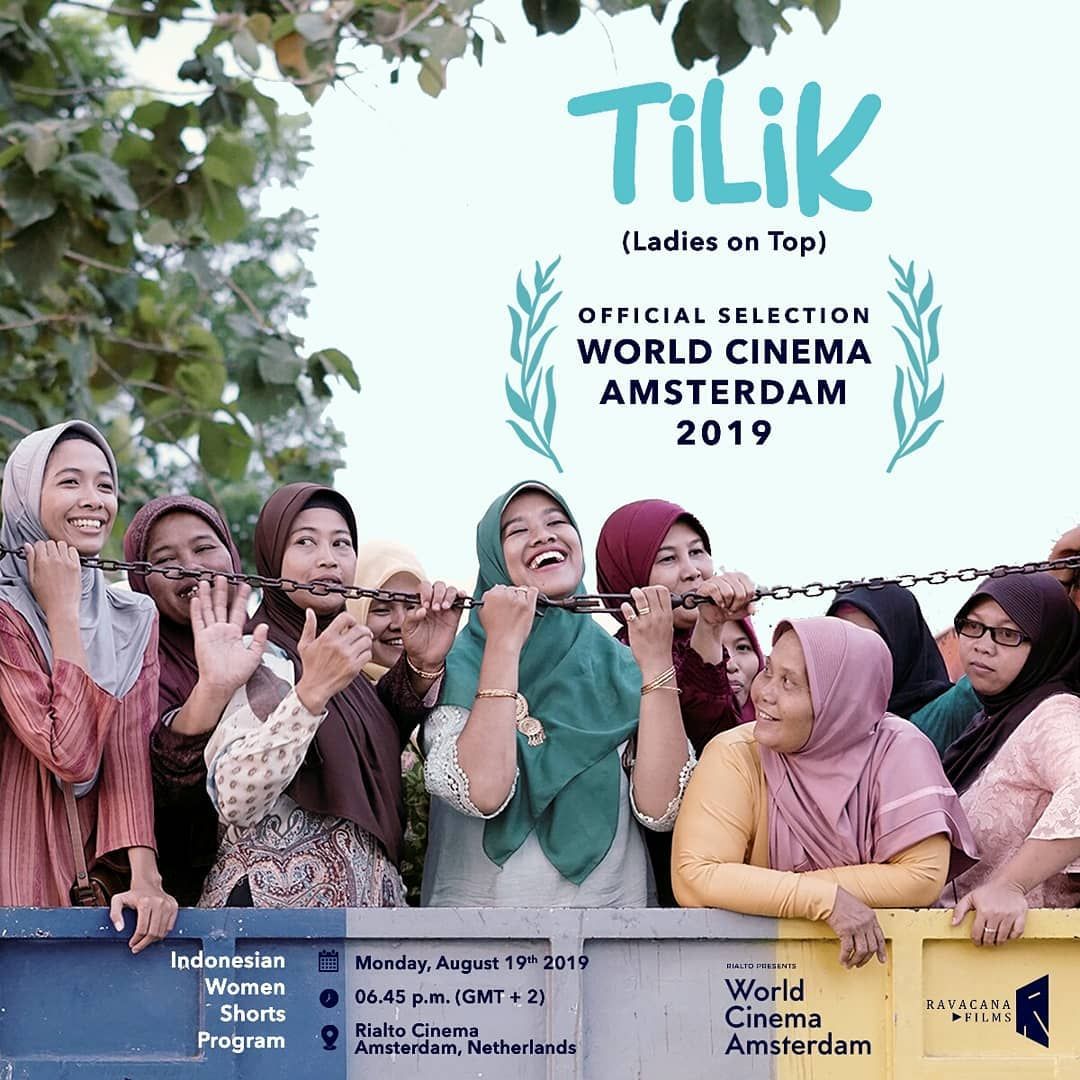 TiLiK
(Ladies on Top)
OFFICIAL SELECTION
WORLD CINEMA
AMSTERDAM
2019
Indonesian
Women
Shorts
Program
Monday, August 19th 2019
06.45 p.m. (GMT + 2)
Rialto Cinema
Amsterdam, Netherlands
RIALTO PRESENTS
World
Cinema
Amsterdam
RAVACANA
FILMS